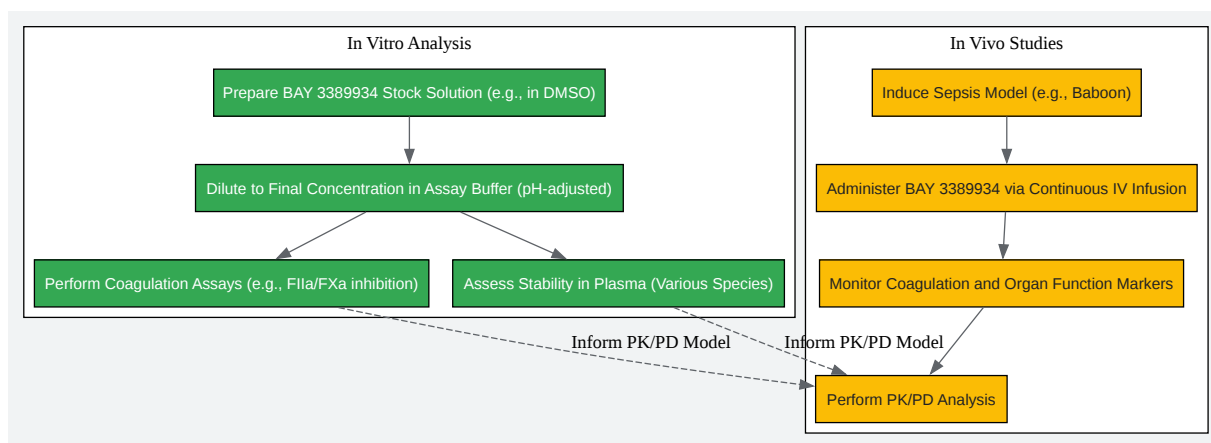 In Vitro Analysis
Prepare BAY 3389934 Stock Solution (e.g., in DMSO)
Dilute to Final Concentration in Assay Buffer (pH-adjusted)
Perform Coagulation Assays (e.g., FIIa/FXa inhibition)
Assess Stability in Plasma (Various Species)
In Vivo Studies
Induce Sepsis Model (e.g., Baboon)
Administer BAY 3389934 via Continuous IV Infusion
Monitor Coagulation and Organ Function Markers
Inform PK/PD Model
Inform PK/PD Model
Perform PK/PD Analysis